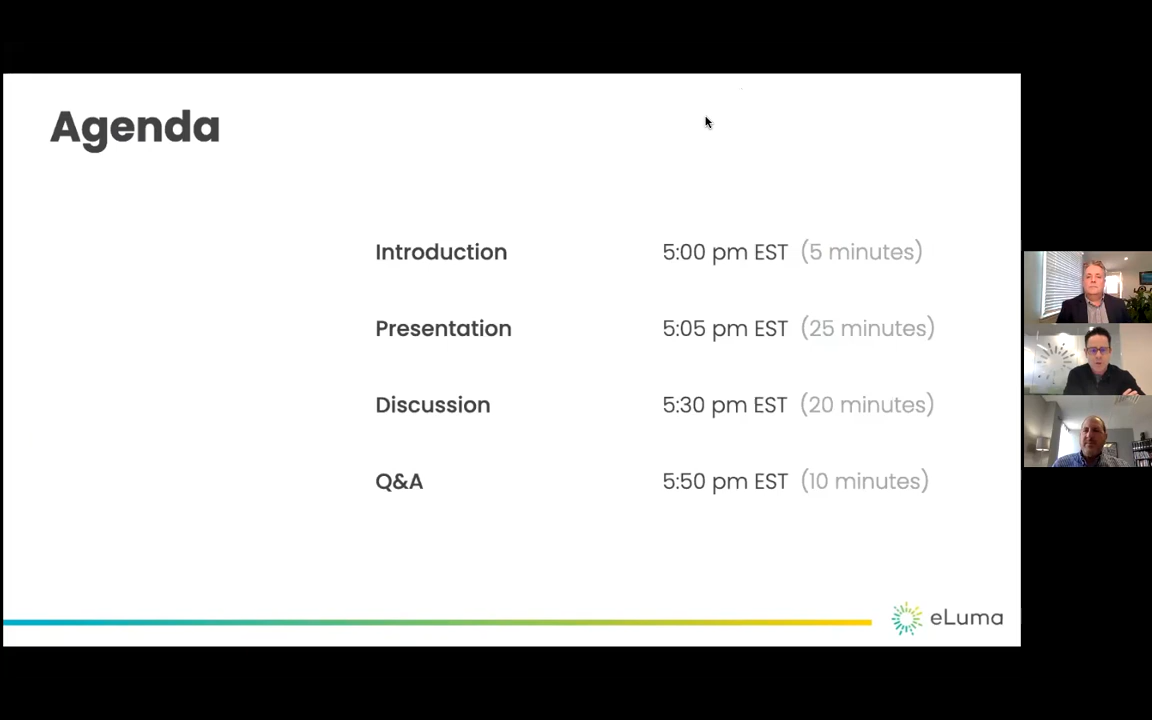 Agenda
Introduction 5:00 pm EST (5 minutes)
Presentation 5:05 pm EST (25 minutes)
Discussion 5:30 pm EST (20 minutes)
Q&A 5:50 pm EST (10 minutes)
eLuma